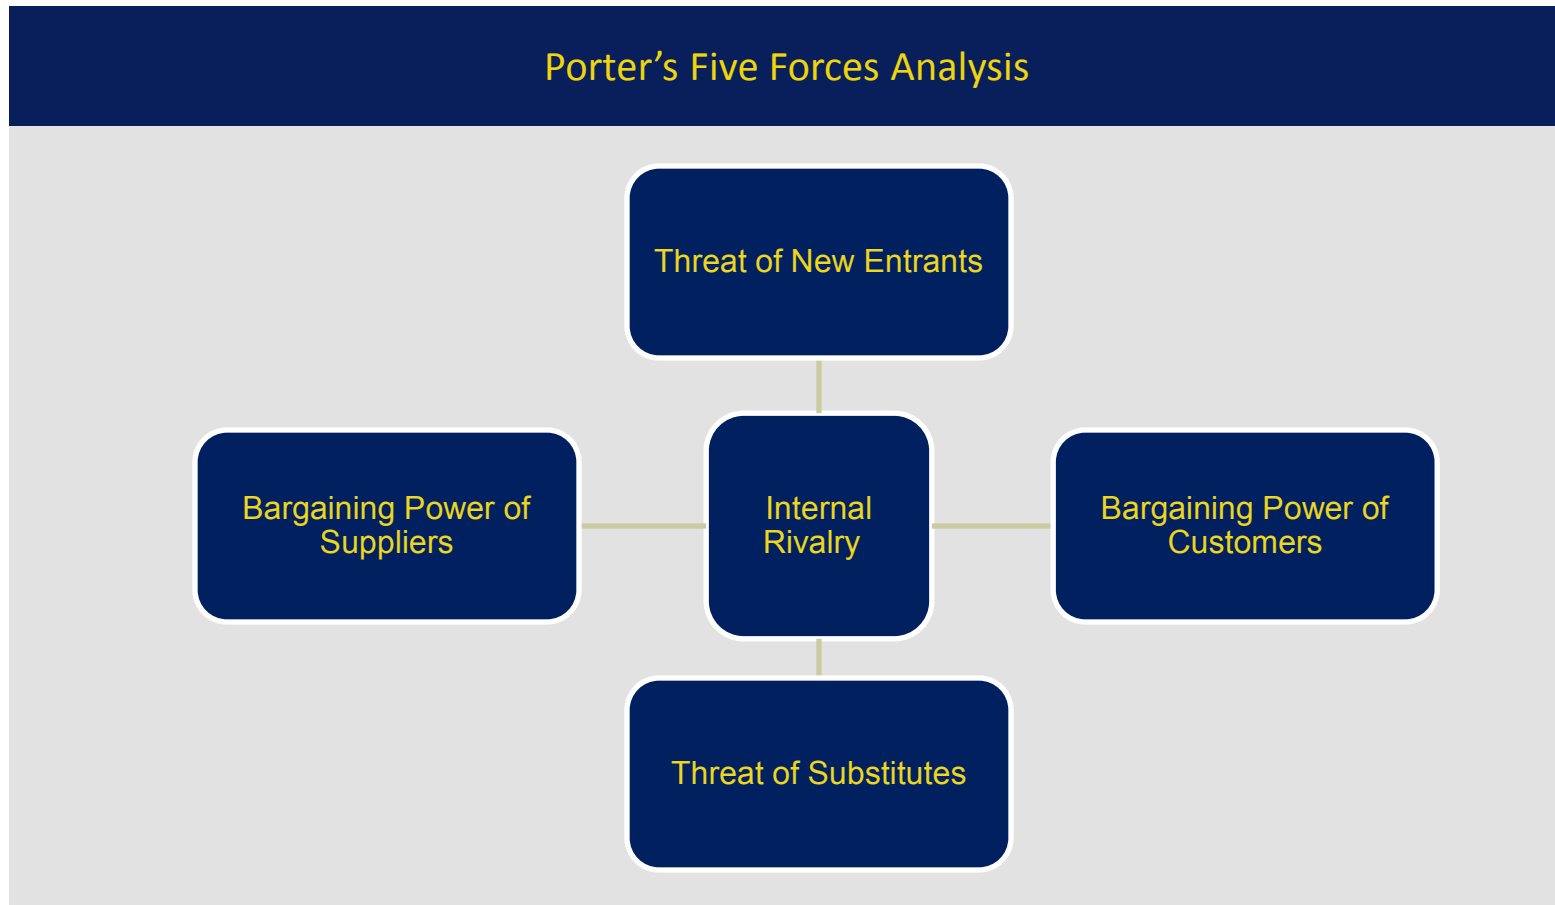 Porter’s Five Forces Analysis
Threat of New Entrants
Bargaining Power of
Suppliers
Internal
Rivalry
Bargaining Power of
Customers
Threat of Substitutes